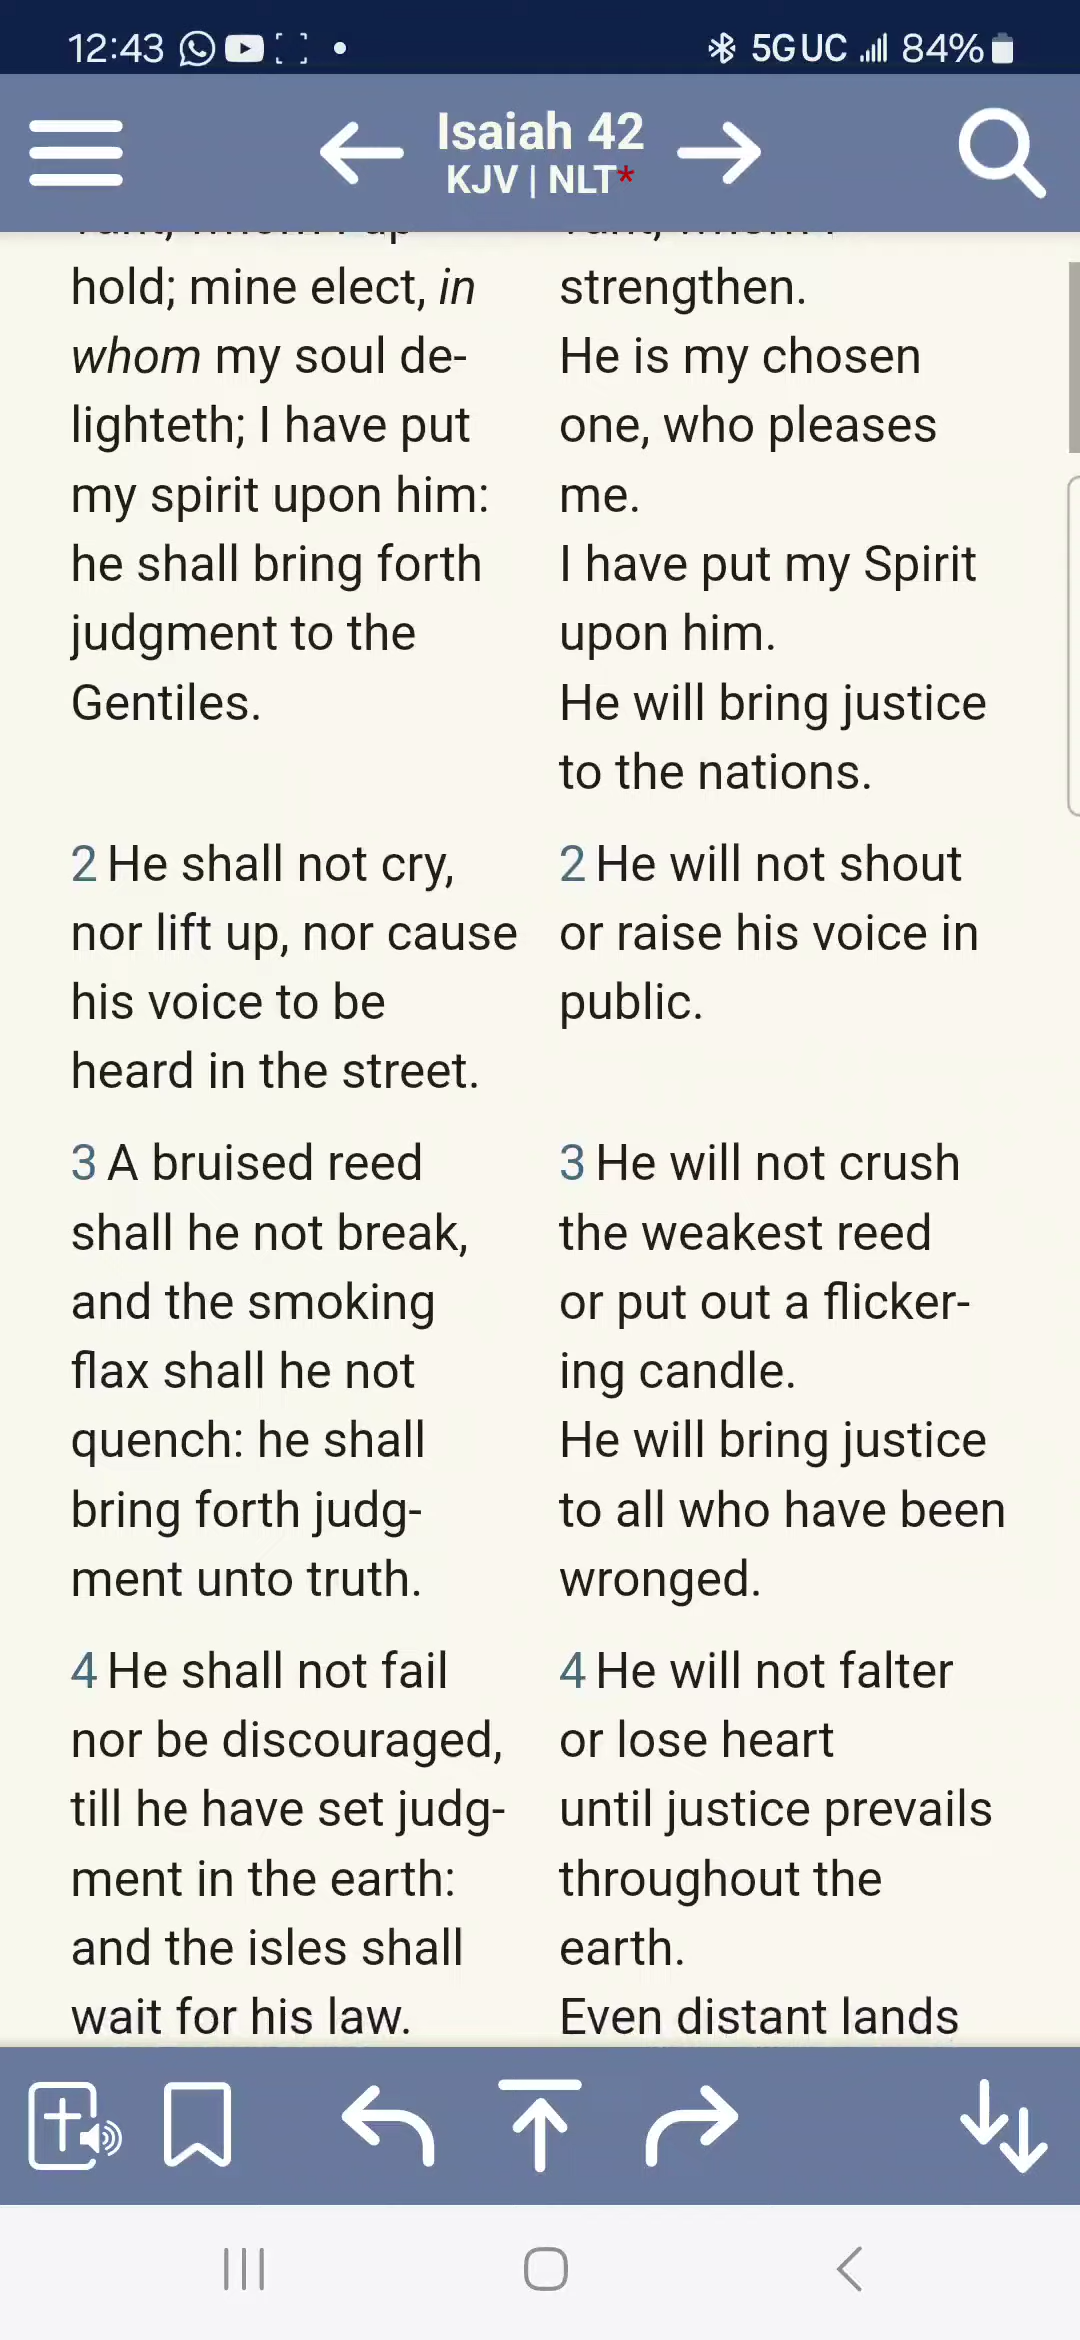 12:43
5G UC 84%
Isaiah 42
KJV | NLT*
hold; mine elect, in
whom my soul de-
lighteth; I have put
my spirit upon him:
he shall bring forth
judgment to the
Gentiles.
strengthen.
He is my chosen
one, who pleases
me.
I have put my Spirit
upon him.
He will bring justice
to the nations.
2 He shall not cry,
nor lift up, nor cause
his voice to be
heard in the street.
2 He will not shout
or raise his voice in
public.
3 A bruised reed
shall he not break,
and the smoking
flax shall he not
quench: he shall
bring forth judg-
ment unto truth.
3 He will not crush
the weakest reed
or put out a flicker-
ing candle.
He will bring justice
to all who have been
wronged.
4 He shall not fail
nor be discouraged,
till he have set judg-
ment in the earth:
and the isles shall
wait for his law.
4 He will not falter
or lose heart
until justice prevails
throughout the
earth.
Even distant lands